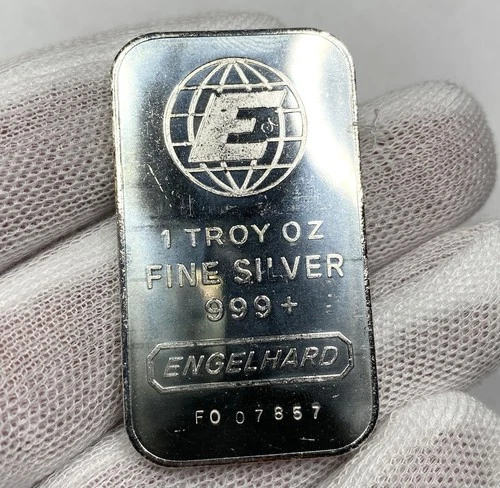 E
1 TROY OZ
FINE SILVER
999+
ENGELHARD
FO 07857